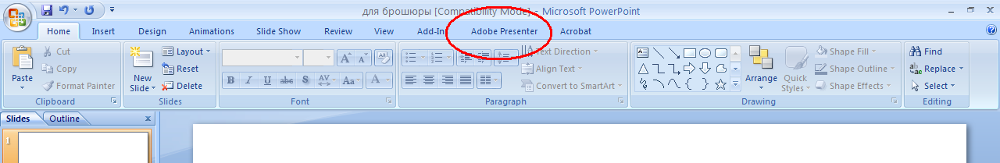 для брошюры [Compatibility Mode] - Microsoft PowerPoint
Home Insert Design Animations Slide Show Review View Add-In Adobe Presenter Acrobat
Cut Layout Text Direction Shape Fill Find
Copy Reset Align Text Shape Outline Replace
Paste Format Painter New Slide Delete B I U abc S AV Aa A Convert to SmartArt Arrange Quick Styles Shape Effects Select
Clipboard Slides Font Paragraph Drawing Editing
Slides Outline x
1